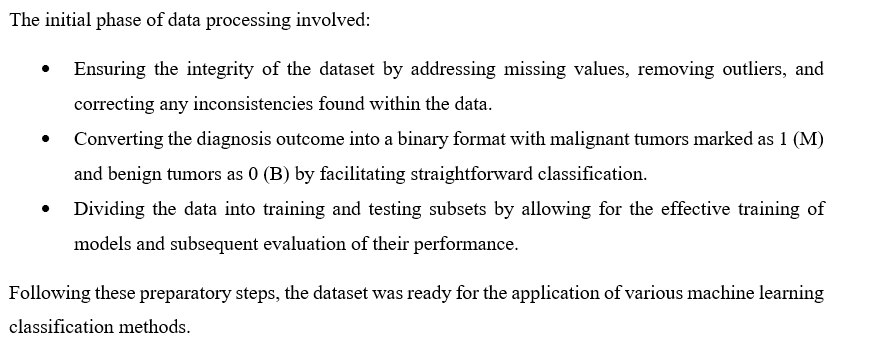 The initial phase of data processing involved:
• Ensuring the integrity of the dataset by addressing missing values, removing outliers, and
correcting any inconsistencies found within the data.
• Converting the diagnosis outcome into a binary format with malignant tumors marked as 1 (M)
and benign tumors as 0 (B) by facilitating straightforward classification.
• Dividing the data into training and testing subsets by allowing for the effective training of
models and subsequent evaluation of their performance.
Following these preparatory steps, the dataset was ready for the application of various machine learning
classification methods.